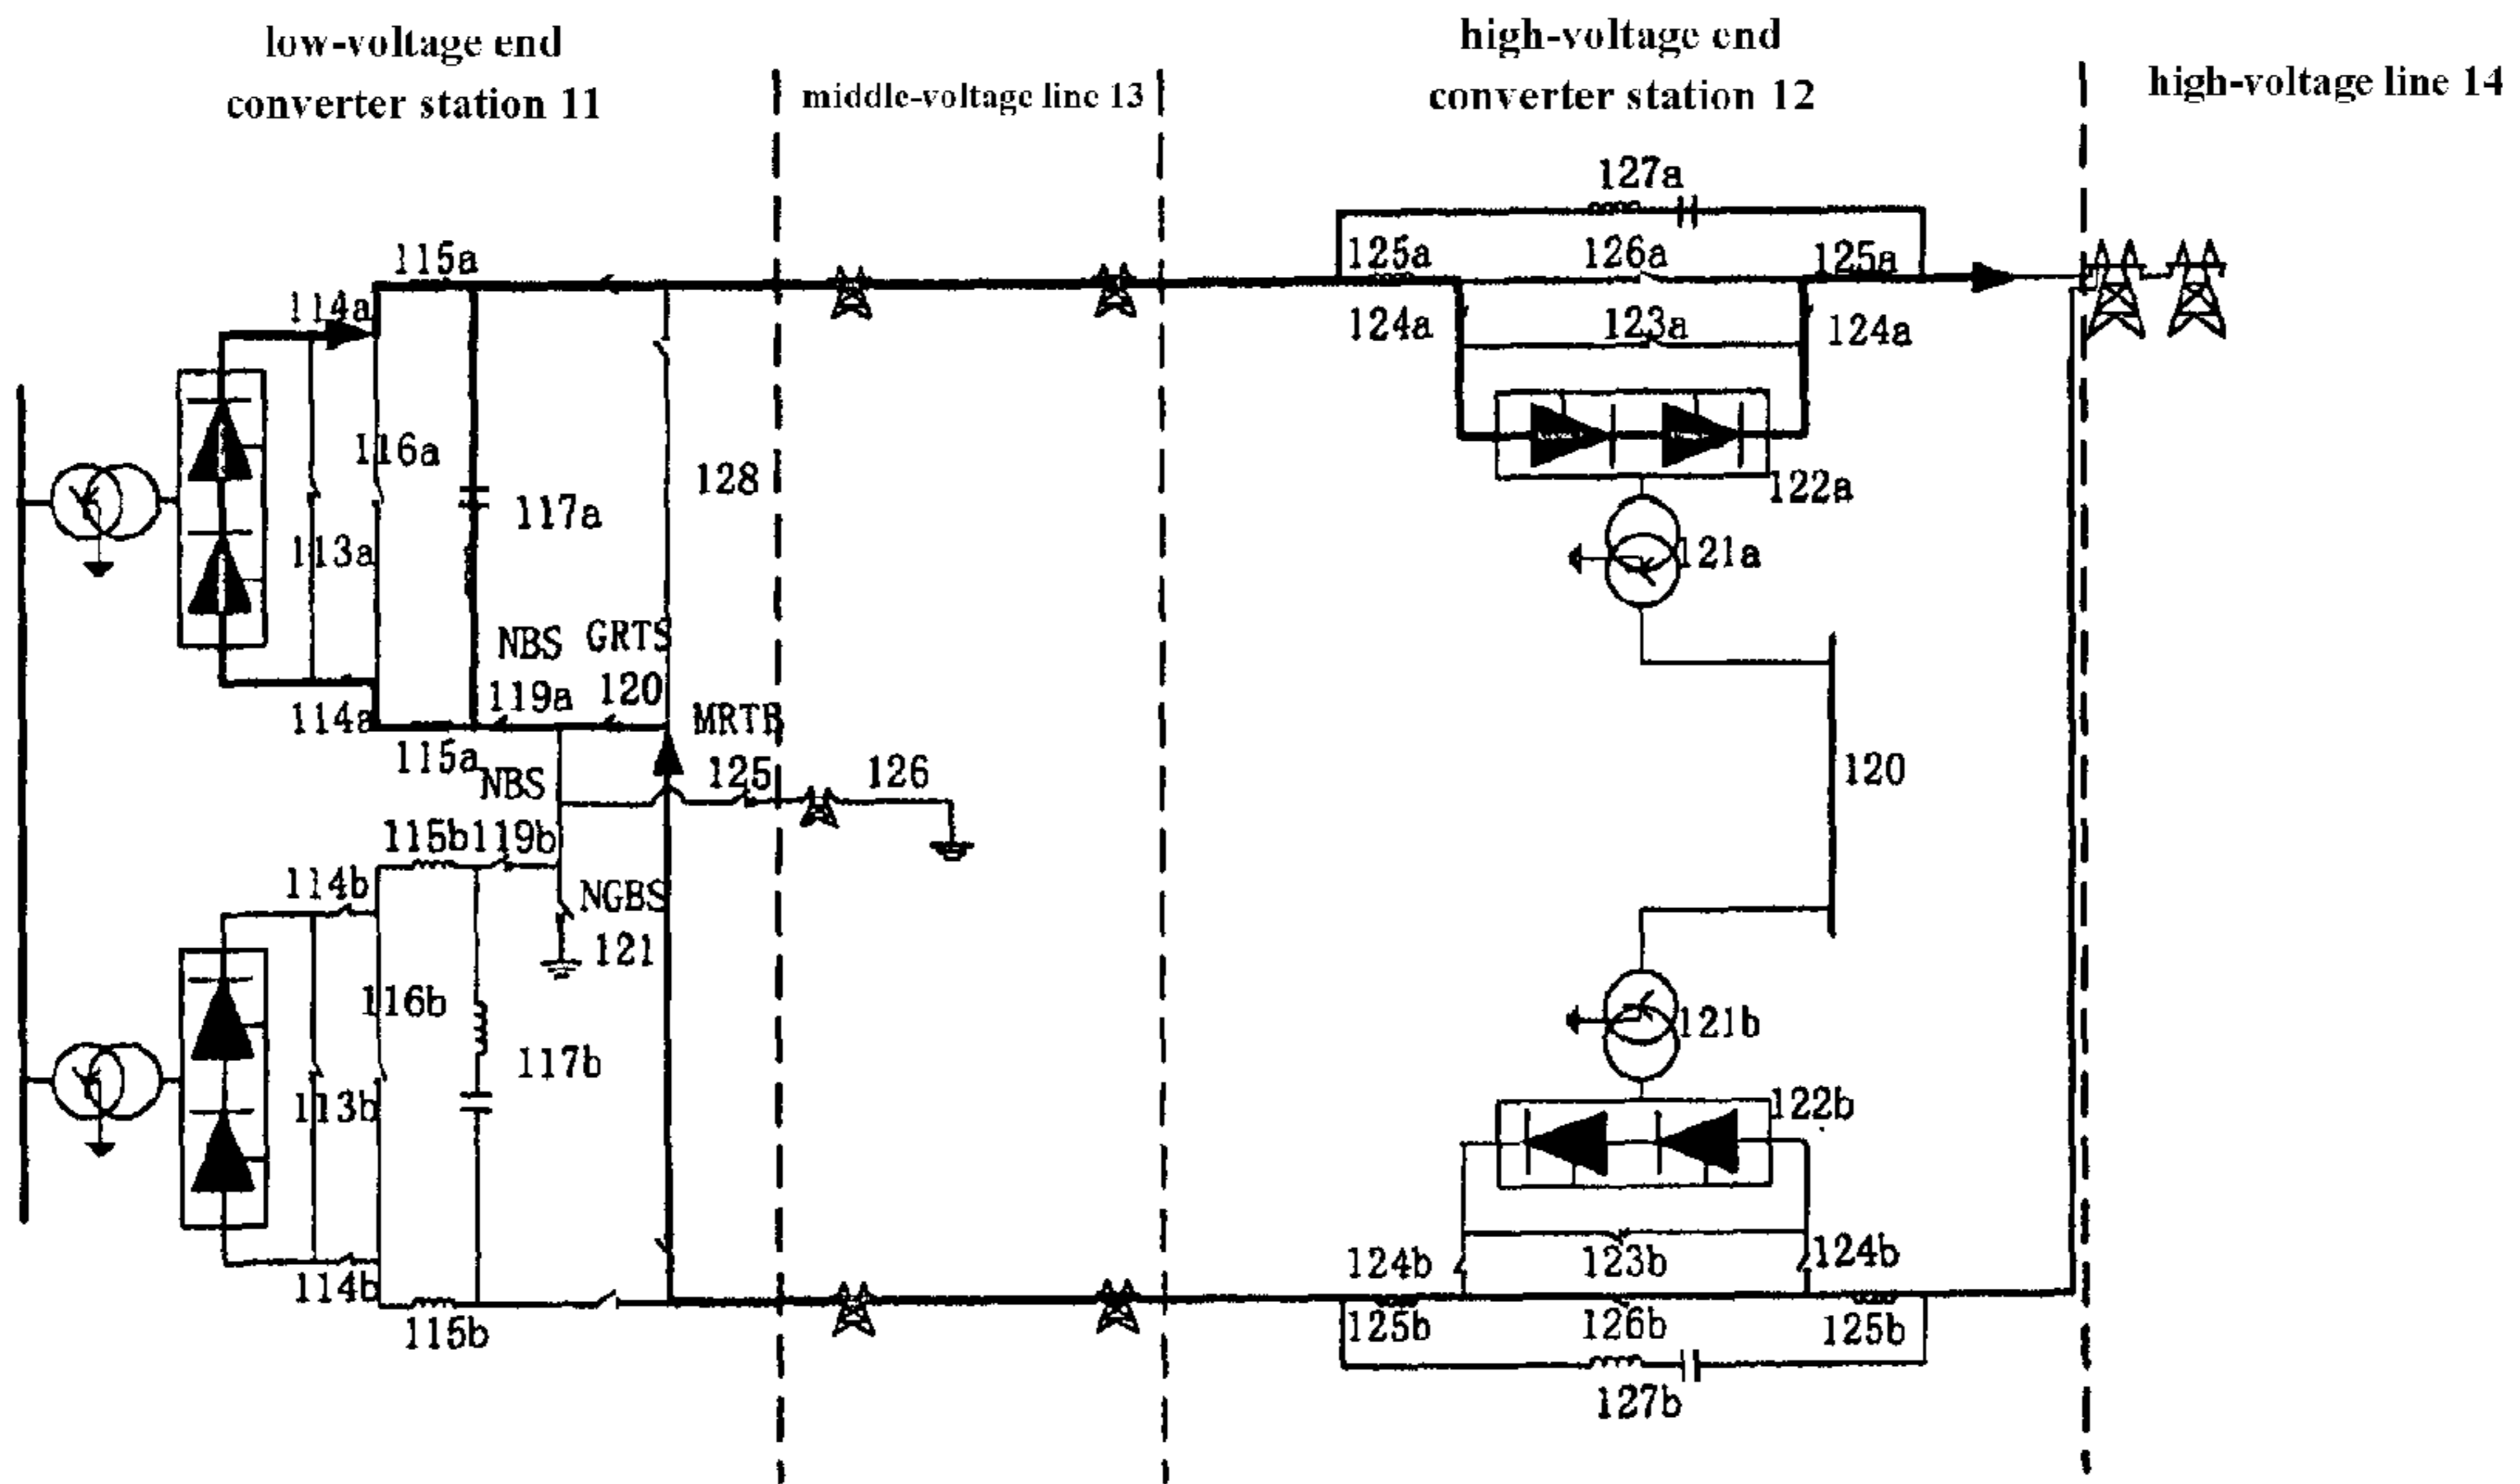 low-voltage end
converter station 11
middle-voltage line 13
high-voltage end
converter station 12
high-voltage line 14
127a
115a
125a
126a
125a
114a
124a
123a
124a
116a
128
122a
117a
113a
121a
NBS GRTS
119a
120
114a
MRTB
115a
NBS
125
126
120
115b
119b
114b
NGBS
121
116b
121b
117b
122b
113b
124b
123b
124b
114b
115b
125b
126b
125b
127b